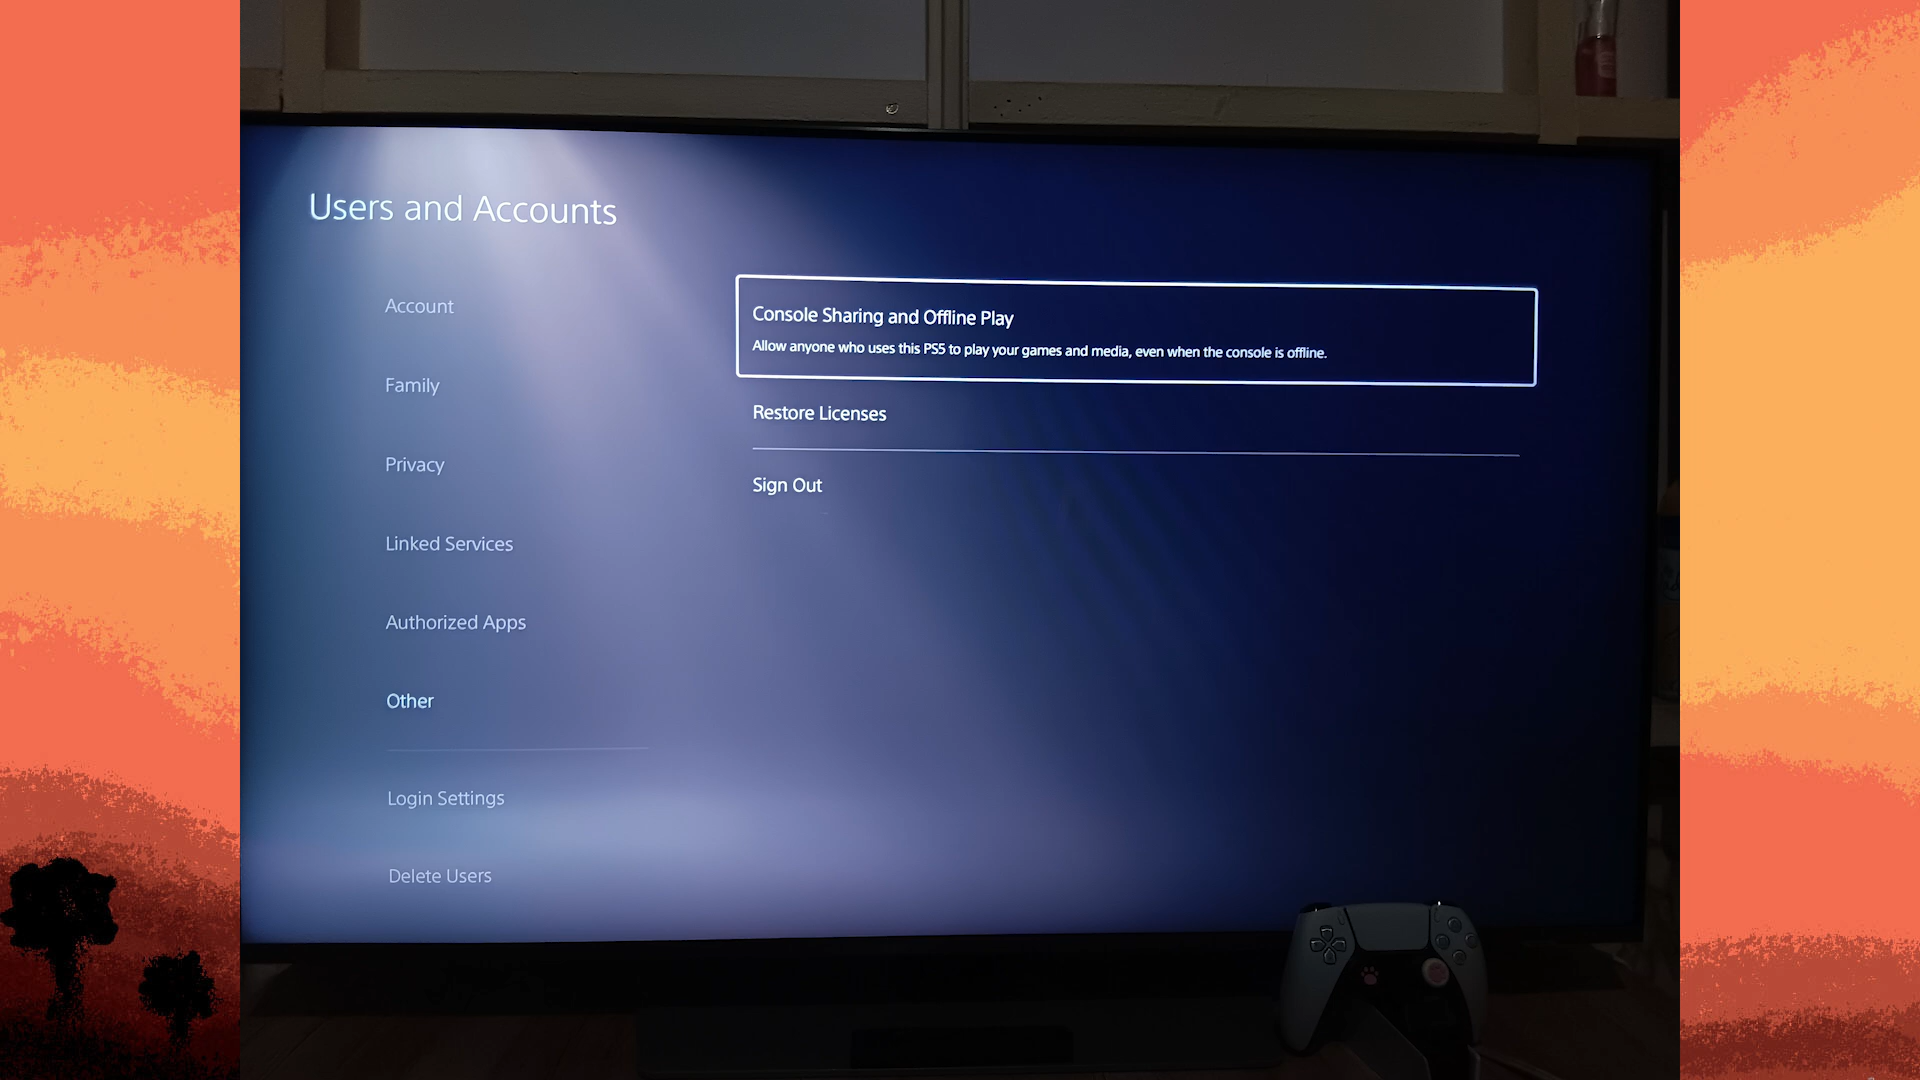 Users and Accounts
Account
Family
Privacy
Linked Services
Authorized Apps
Other
Login Settings
Delete Users
Console Sharing and Offline Play
Allow anyone who uses this PS5 to play your games and media, even when the console is offline.
Restore Licenses
Sign Out